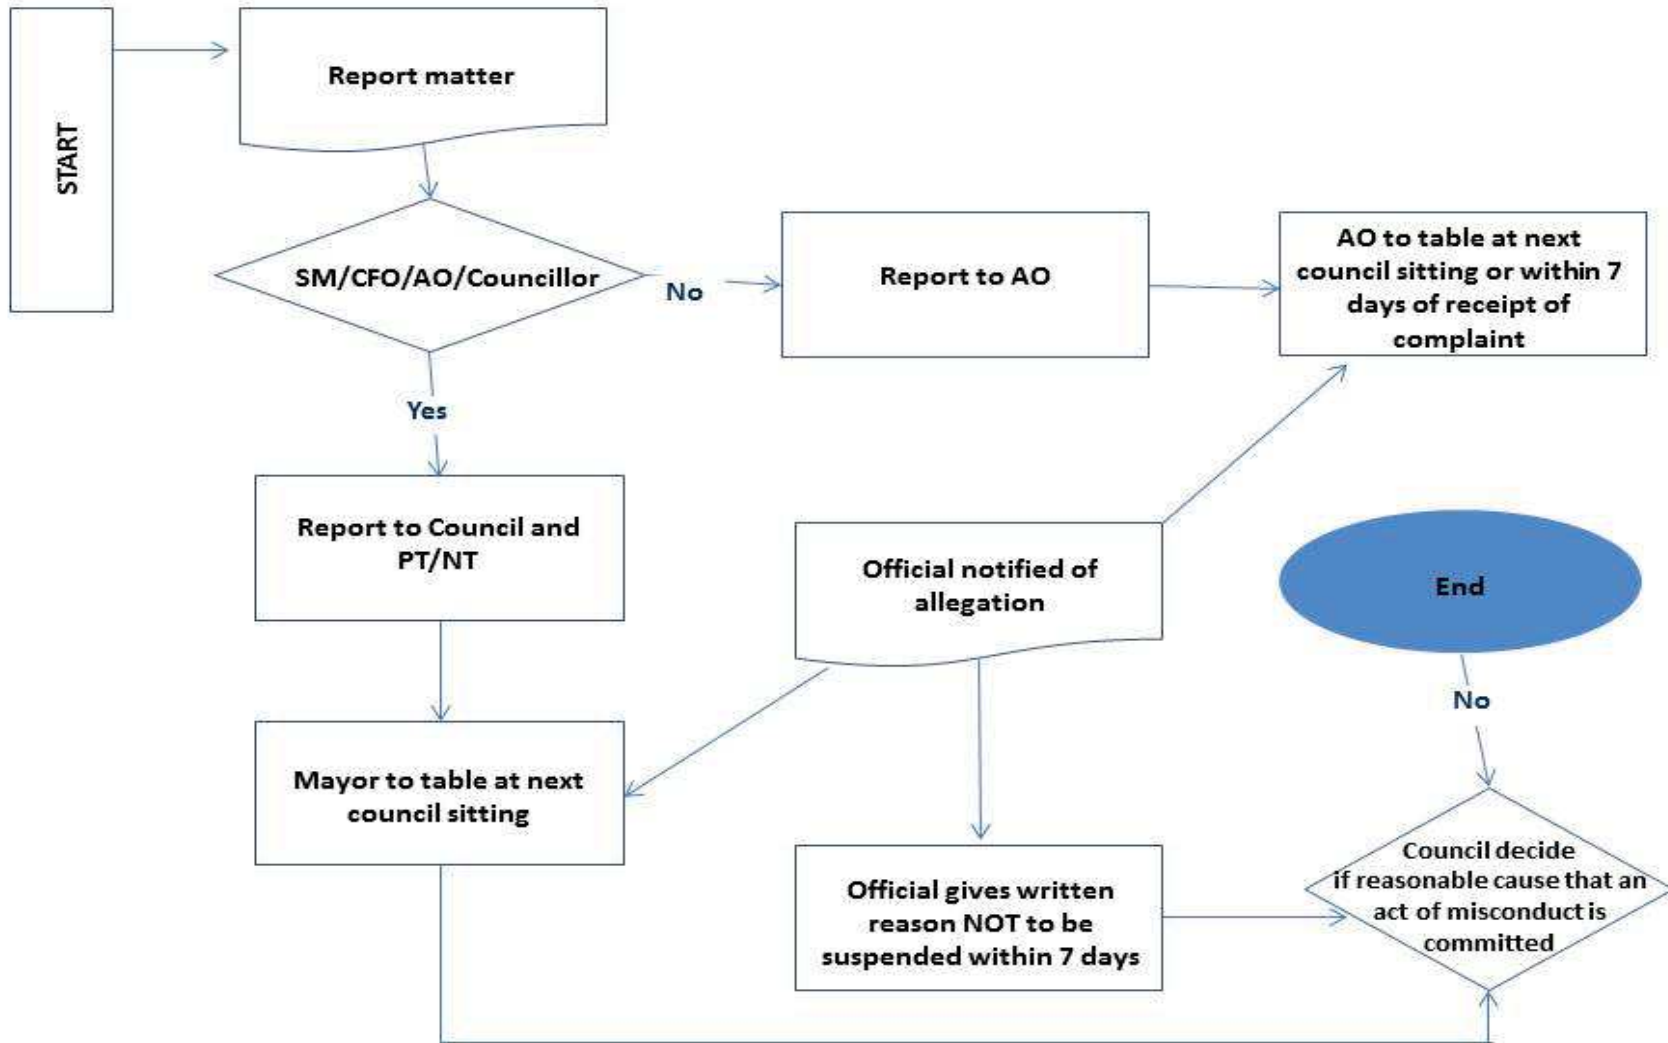 START
Report matter
SM/CFO/AO/Councillor
No
Report to AO
AO to table at next
council sitting or within 7
days of receipt of
complaint
Yes
Report to Council and
PT/NT
Official notified of
allegation
End
No
Mayor to table at next
council sitting
Official gives written
reason NOT to be
suspended within 7 days
Council decide
if reasonable cause that an
act of misconduct is
committed